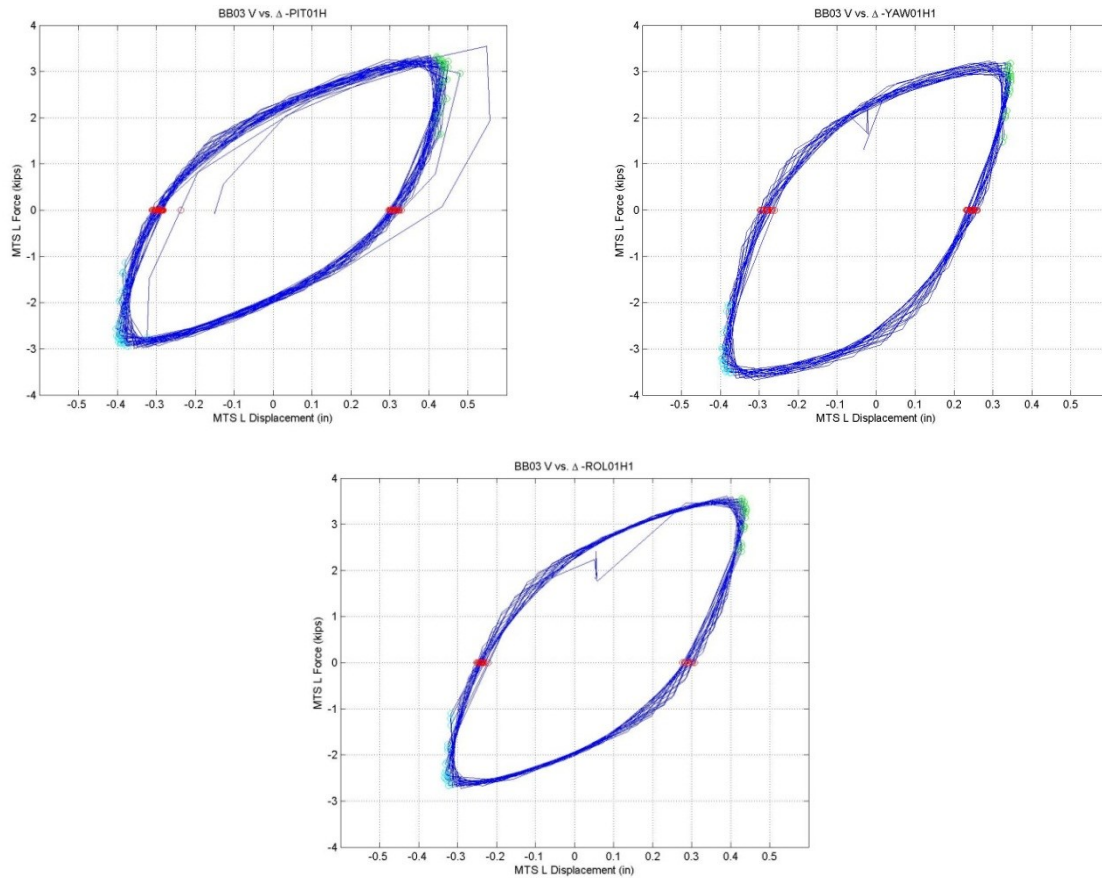 BB03 V vs. Δ -PIT01H
MTS L Force (kips)
4
3
2
1
0
-1
-2
-3
-4
-0.5 -0.4 -0.3 -0.2 -0.1 0 0.1 0.2 0.3 0.4 0.5
MTS L Displacement (in)
BB03 V vs. Δ -YAW01H1
MTS L Force (kips)
4
3
2
1
0
-1
-2
-3
-4
-0.5 -0.4 -0.3 -0.2 -0.1 0 0.1 0.2 0.3 0.4 0.5
MTS L Displacement (in)
BB03 V vs. Δ -ROL01H1
MTS L Force (kips)
4
3
2
1
0
-1
-2
-3
-4
-0.5 -0.4 -0.3 -0.2 -0.1 0 0.1 0.2 0.3 0.4 0.5
MTS L Displacement (in)